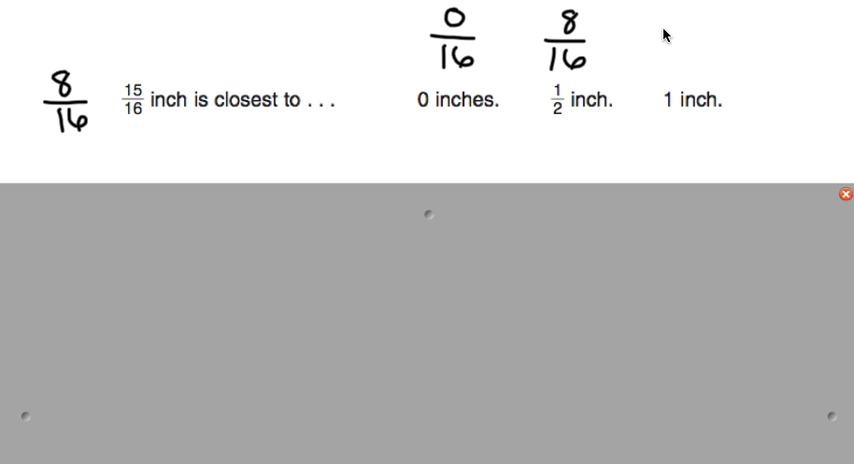 0/16 8/16
8/16 15/16 inch is closest to . . . 0 inches. 1/2 inch. 1 inch.